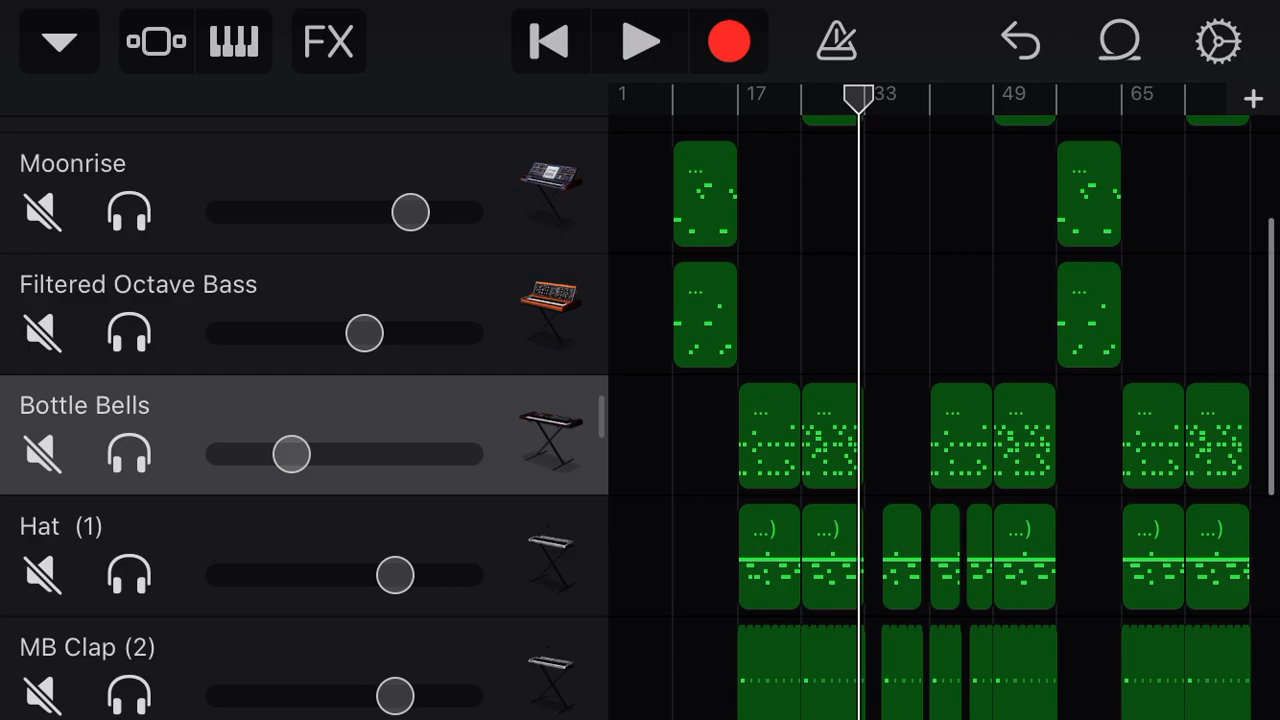 FX
1 17 33 49 65
Moonrise
Filtered Octave Bass
Bottle Bells
... ... ... ... ... ...
Hat (1)
...) ...) ...) ...) ...)
MB Clap (2)